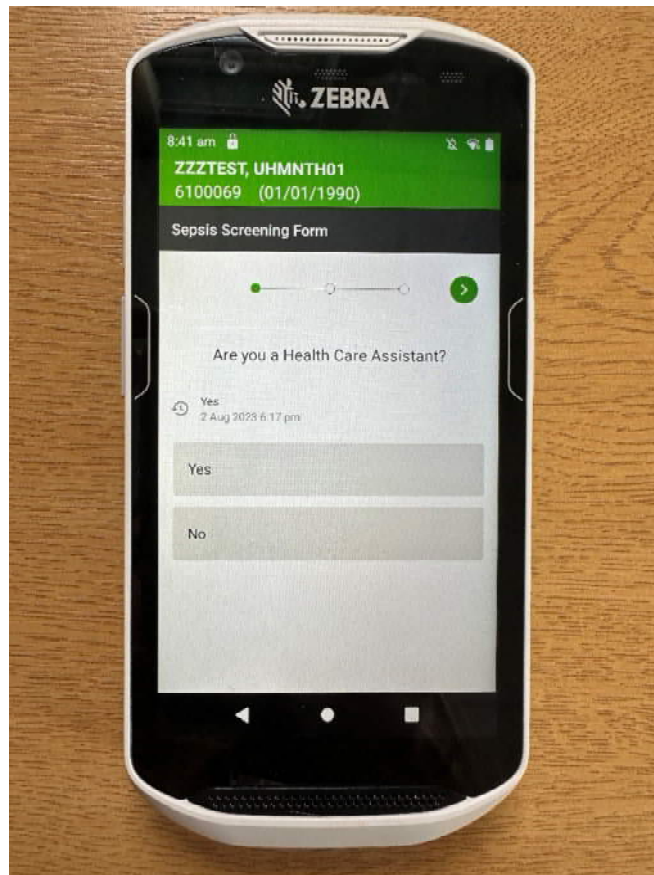 ZEBRA
8:41 am
ZZZTEST, UHMNTH01
6100069 (01/01/1990)
Sepsis Screening Form
Are you a Health Care Assistant?
Yes
2 Aug 2023 6:17 pm
Yes
No